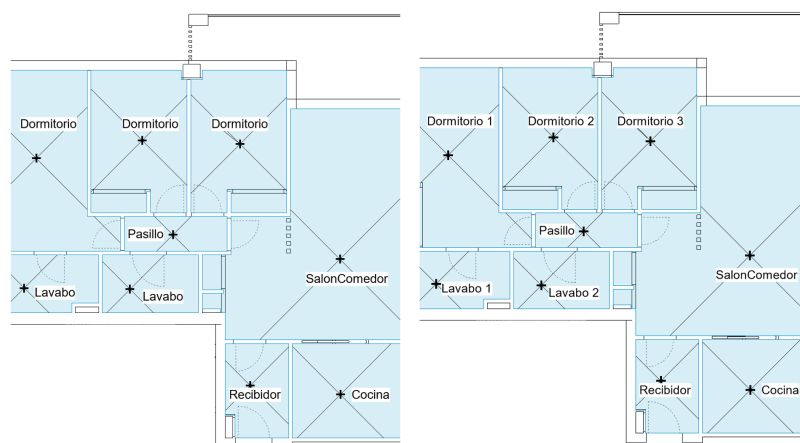 Dormitorio
Dormitorio
Dormitorio
Pasillo
SalonComedor
Lavabo
Lavabo
Recibidor
Cocina
Dormitorio 1
Dormitorio 2
Dormitorio 3
Pasillo
SalonComedor
Lavabo 1
Lavabo 2
Recibidor
Cocina